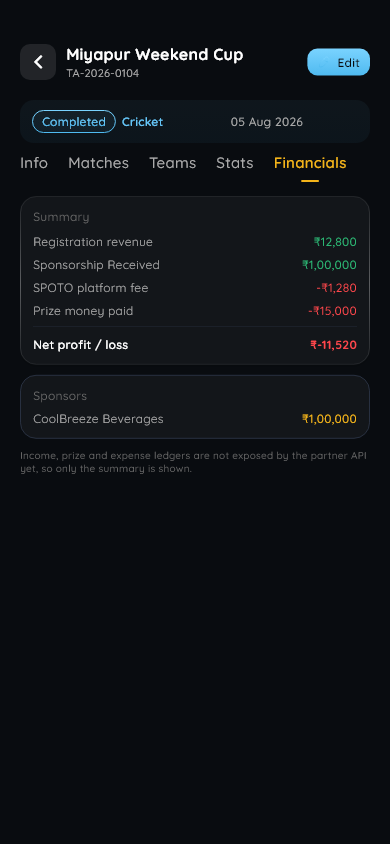 Miyapur Weekend Cup
TA-2026-0104
Edit
Completed Cricket 05 Aug 2026
Info Matches Teams Stats Financials
Summary
Registration revenue ₹12,800
Sponsorship Received ₹1,00,000
SPOTO platform fee -₹1,280
Prize money paid -₹15,000
Net profit / loss ₹-11,520
Sponsors
CoolBreeze Beverages ₹1,00,000
Income, prize and expense ledgers are not exposed by the partner API
yet, so only the summary is shown.